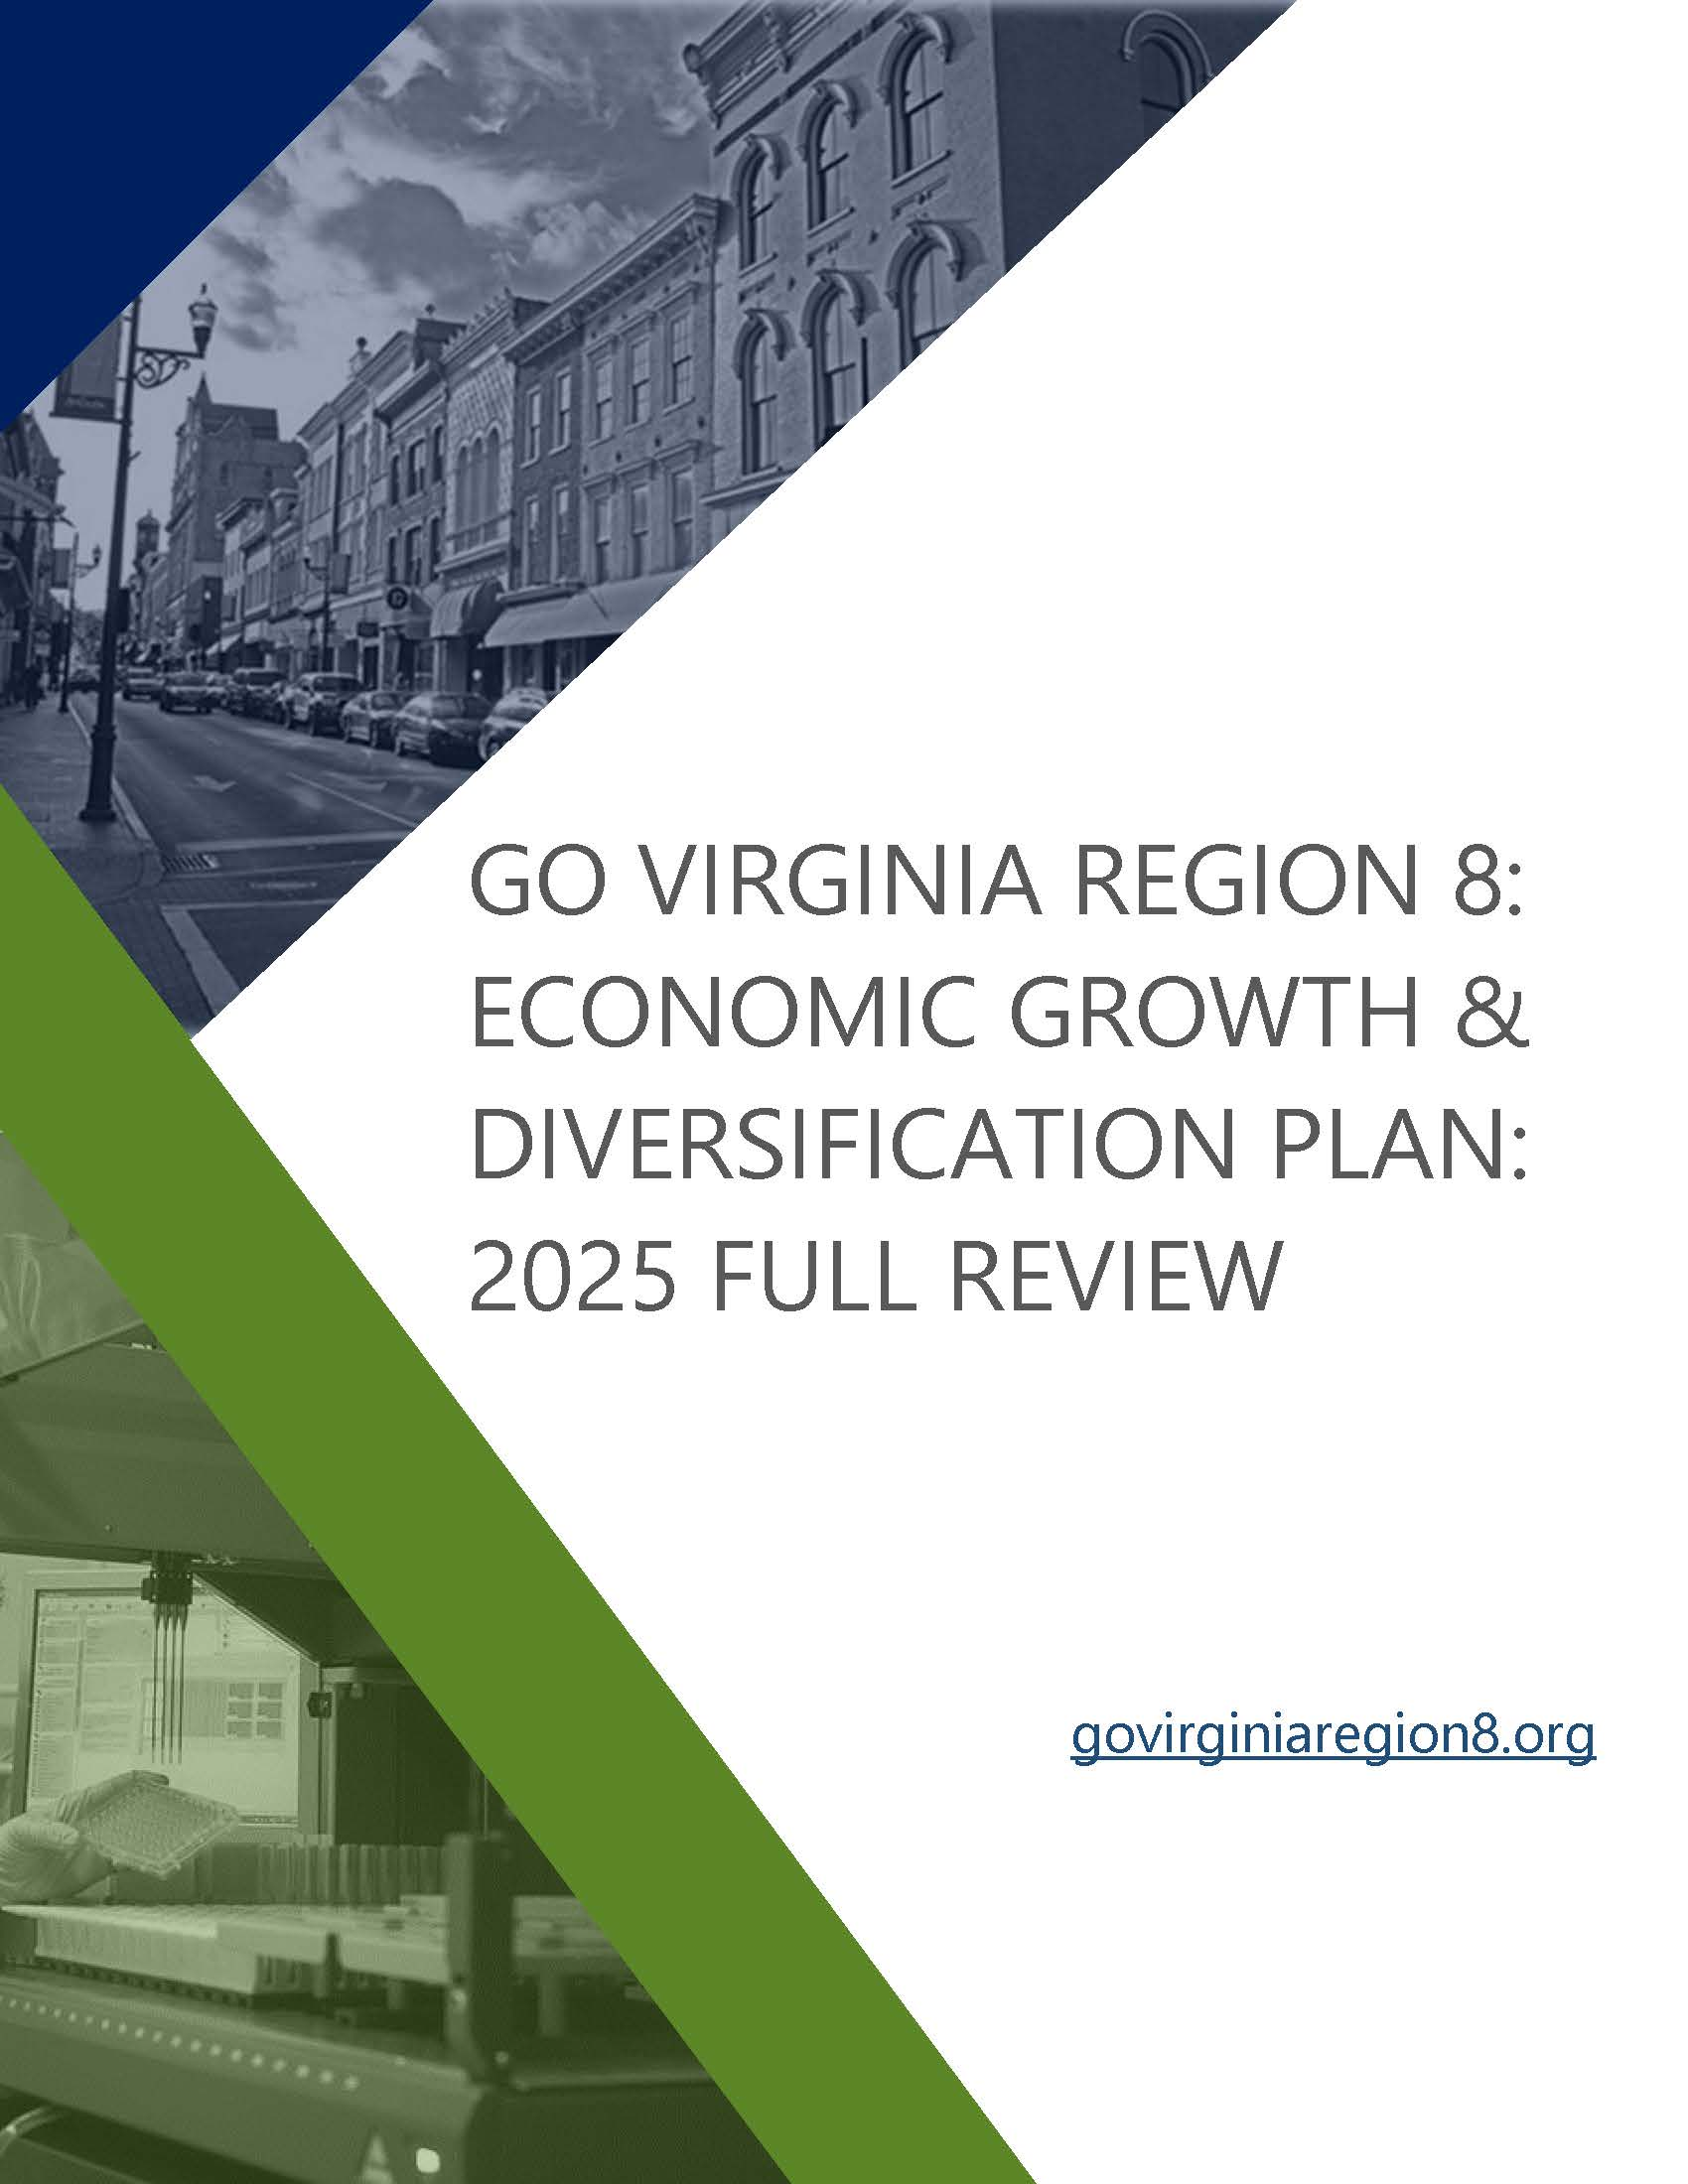 GO VIRGINIA REGION 8:
ECONOMIC GROWTH &
DIVERSIFICATION PLAN:
2025 FULL REVIEW
govirginiaregion8.org